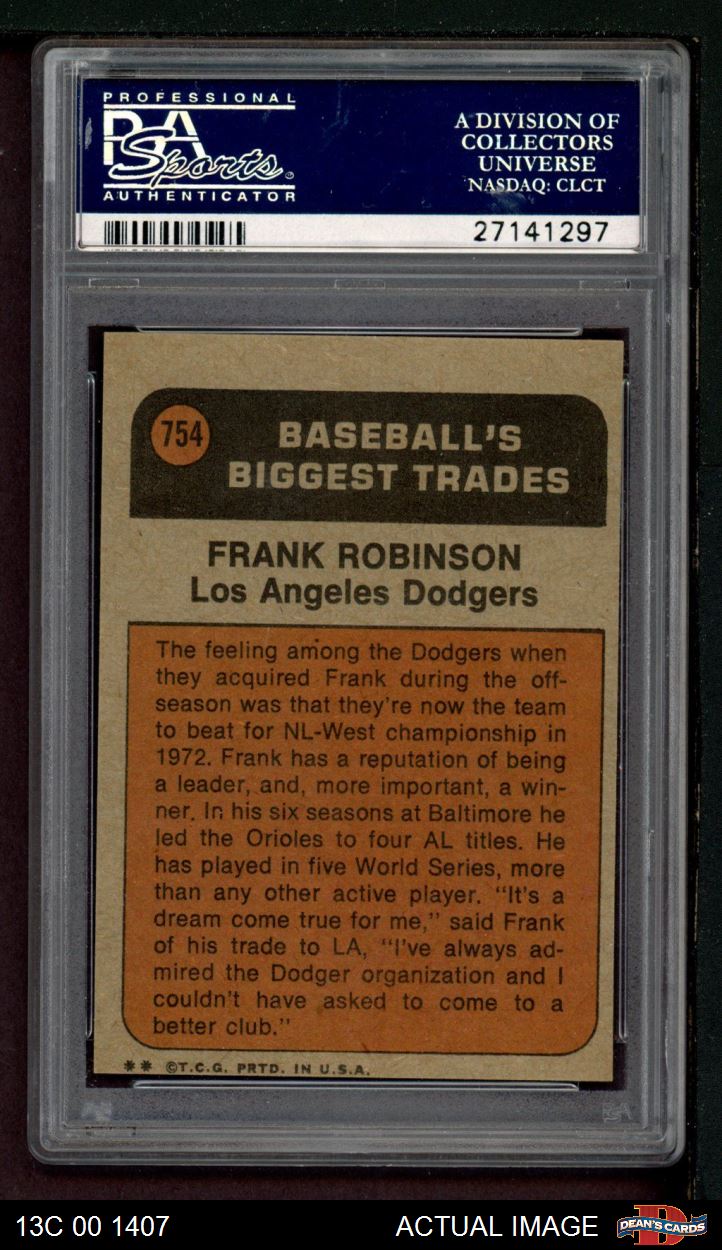 PROFESSIONAL
PSA
Sports
AUTHENTICATOR
A DIVISION OF
COLLECTORS
UNIVERSE
NASDAQ: CLCT
27141297
754
BASEBALL'S
BIGGEST TRADES
FRANK ROBINSON
Los Angeles Dodgers
The feeling among the Dodgers when
they acquired Frank during the off-
season was that they're now the team
to beat for NL-West championship in
1972. Frank has a reputation of being
a leader, and, more important, a win-
ner. In his six seasons at Baltimore he
led the Orioles to four AL titles. He
has played in five World Series, more
than any other active player. "It's a
dream come true for me," said Frank
of his trade to LA, "I've always ad-
mired the Dodger organization and I
couldn't have asked to come to a
better club."
** ©T.C.G. PRTD. IN U.S.A.
13C 00 1407
ACTUAL IMAGE
DEAN'S CARDS